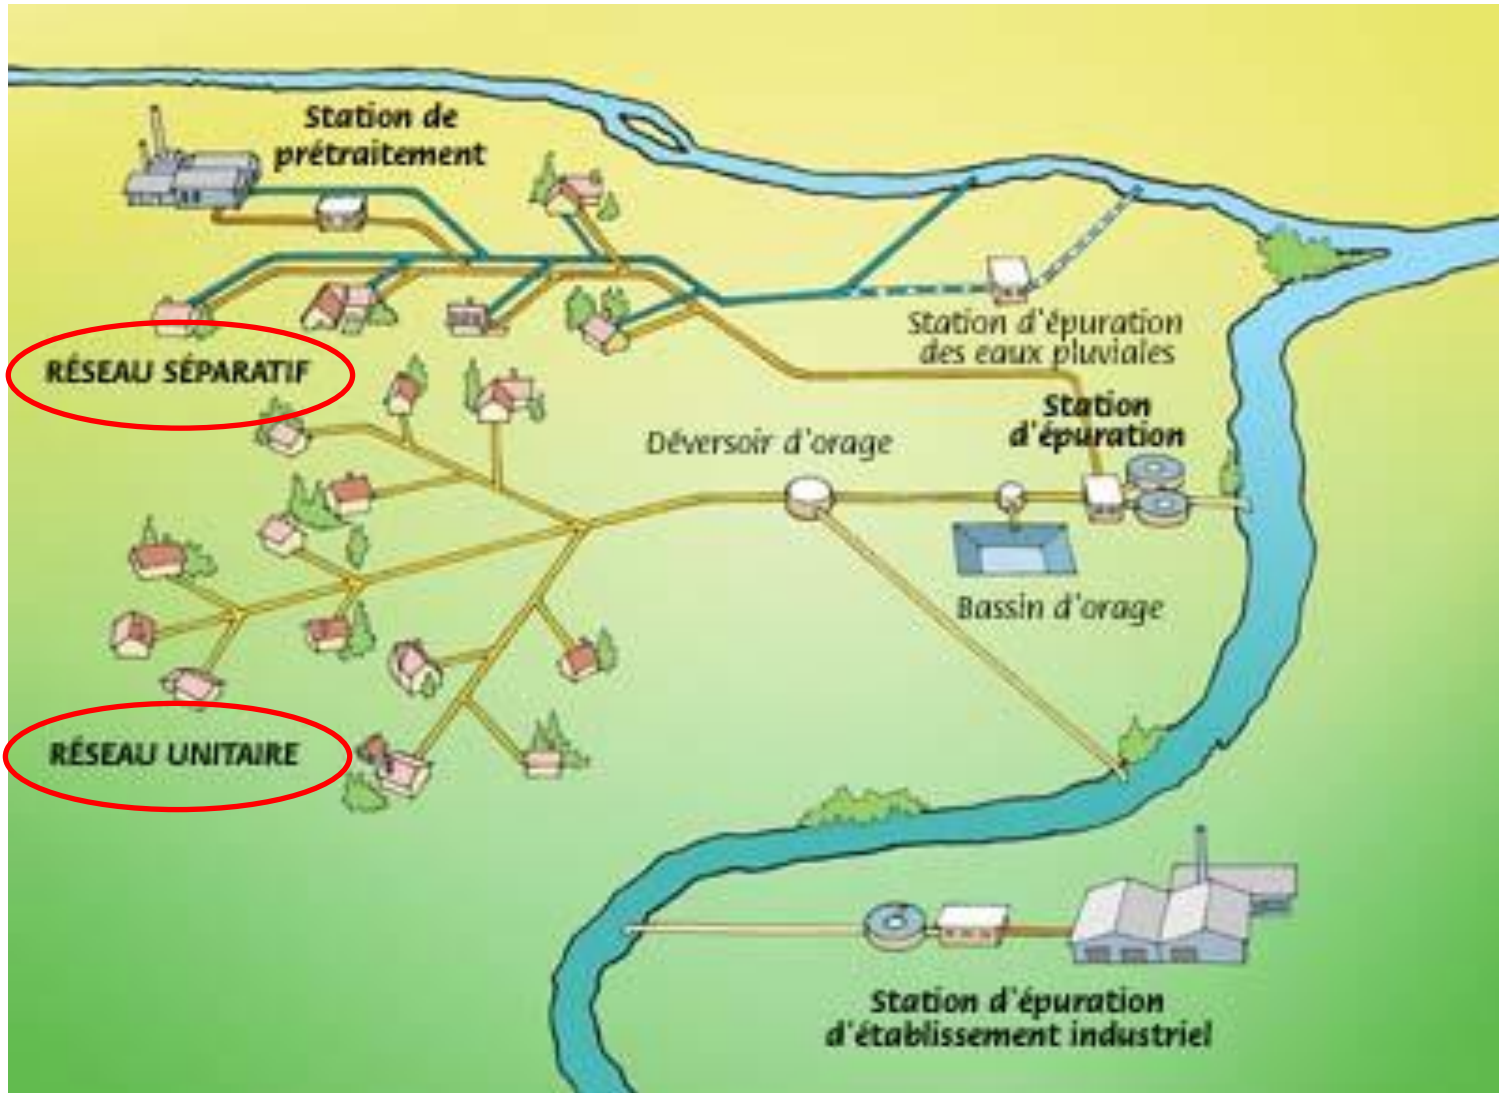 Station de
prétraitement
Station d'épuration
des eaux pluviales
RÉSEAU SÉPARATIF
Station
d'épuration
Déversoir d'orage
Bassin d'orage
RÉSEAU UNITAIRE
Station d'épuration
d'établissement industriel